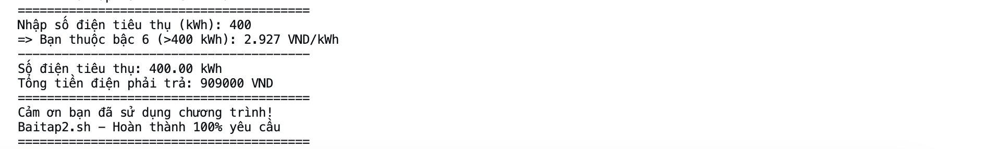 ========================================
Nhập số điện tiêu thụ (kWh): 400
=> Bạn thuộc bậc 6 (>400 kWh): 2.927 VND/kWh
----------------------------------------
Số điện tiêu thụ: 400.00 kWh
Tổng tiền điện phải trả: 909000 VND
========================================
Cảm ơn bạn đã sử dụng chương trình!
Baitap2.sh - Hoàn thành 100% yêu cầu
========================================